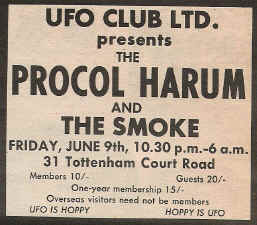 UFO CLUB LTD.
presents
THE
PROCOL HARUM
AND
THE SMOKE
FRIDAY, JUNE 9th, 10.30 p.m.-6 a.m.
31 Tottenham Court Road
Members 10/- Guests 20/-
One-year membership 15/-
Overseas visitors need not be members
UFO IS HOPPY HOPPY IS UFO